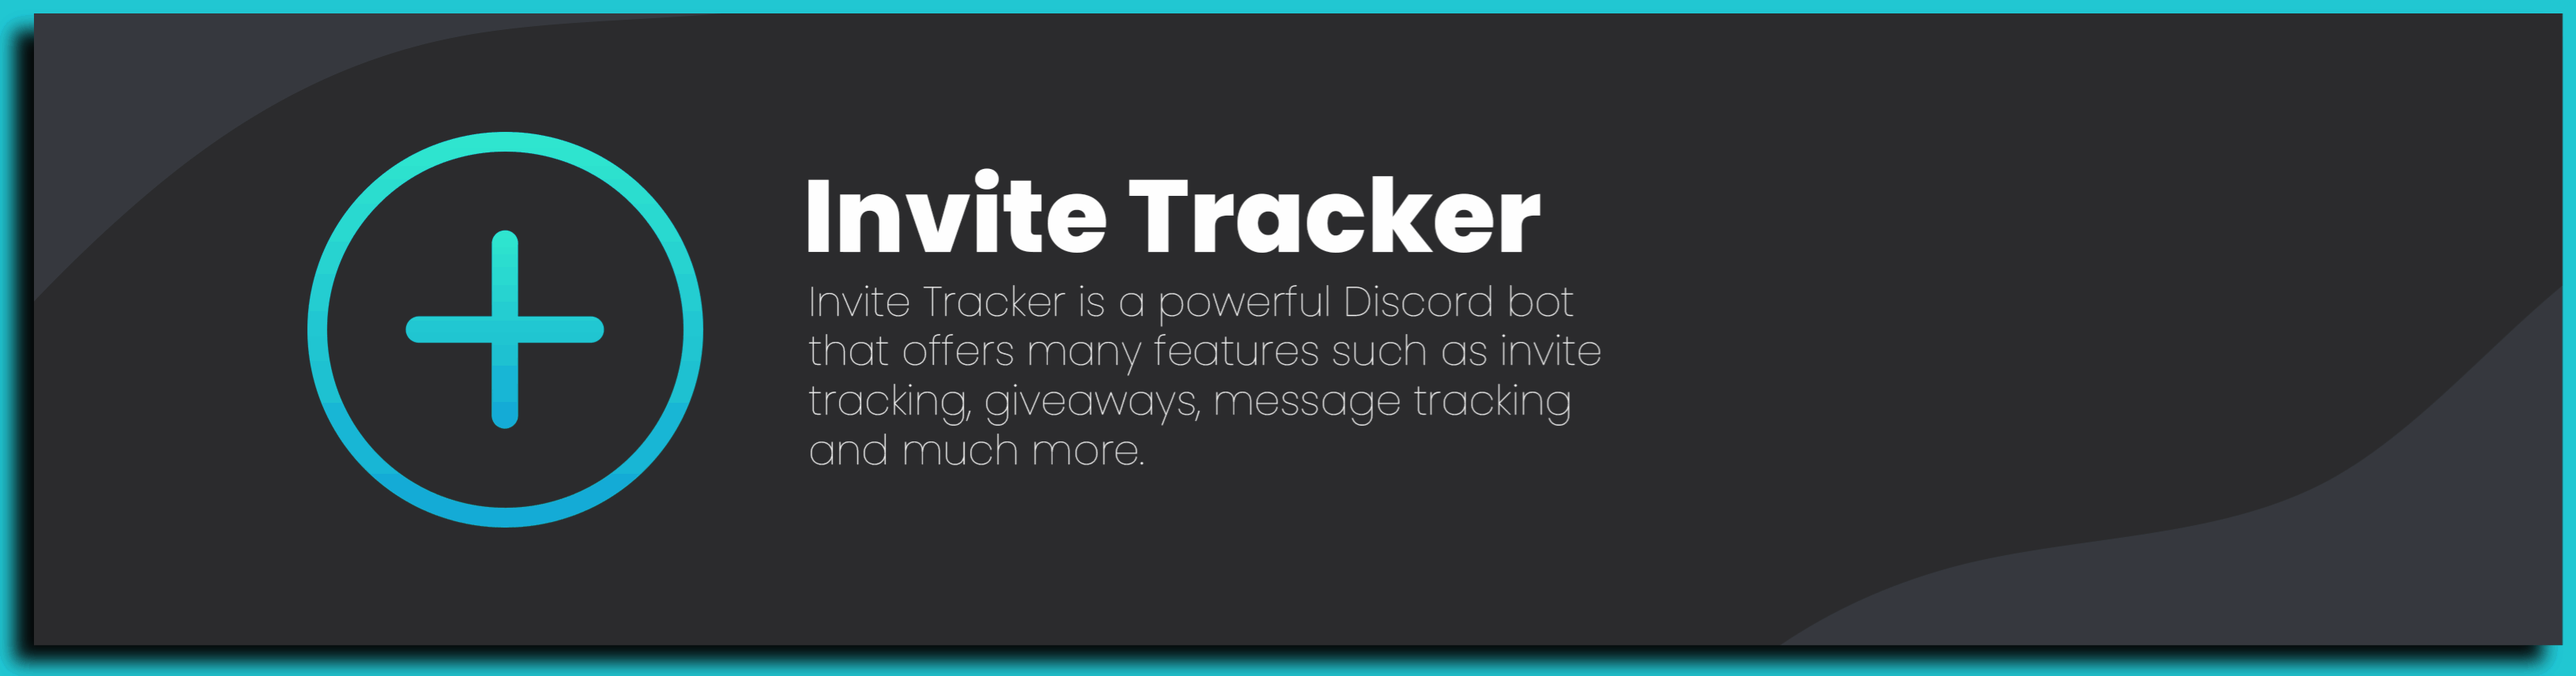 Invite Tracker
Invite Tracker is a powerful Discord bot
that offers many features such as invite
tracking, giveaways, message tracking
and much more.